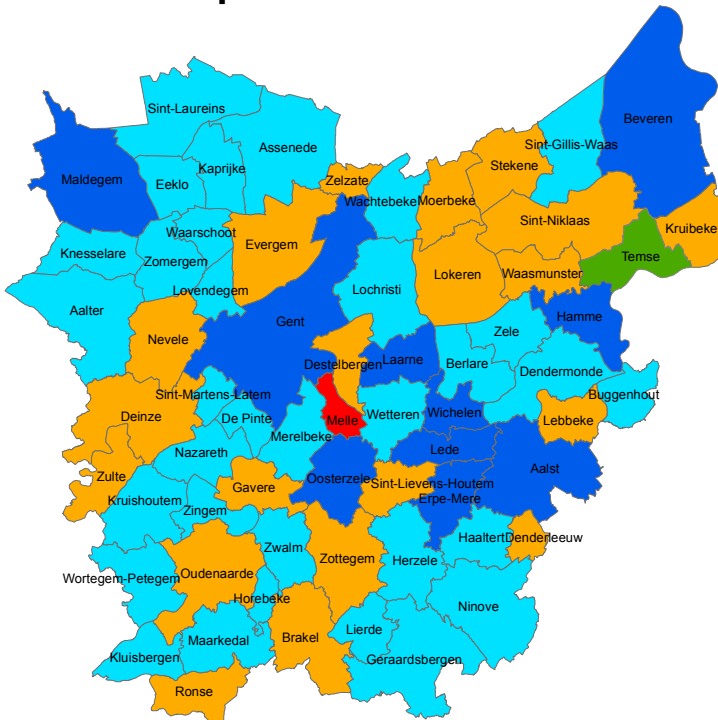 Sint-Laureins
Beveren
Assenede
Sint-Gillis-Waas
Stekene
Kaprijke
Maldegem
Eeklo
Zelzate
Wachtebeke
Moerbeke
Sint-Niklaas
Kruibeke
Waarschoot
Evergem
Knesselare
Zomergem
Temse
Lokeren
Waasmunster
Lovendegem
Lochristi
Aalter
Hamme
Gent
Zele
Nevele
Destelbergen
Laarne
Berlare
Dendermonde
Sint-Martens-Latem
Buggenhout
Deinze
De Pinte
Melle
Wetteren
Wichelen
Lebbeke
Merelbeke
Nazareth
Lede
Aalst
Zulte
Gavere
Oosterzele
Sint-Lievens-Houtem
Kruishoutem
Erpe-Mere
Zingem
Haaltert
Denderleeuw
Zwalm
Zottegem
Herzele
Wortegem-Petegem
Oudenaarde
Horebeke
Ninove
Maarkedal
Brakel
Lierde
Kluisbergen
Geraardsbergen
Ronse